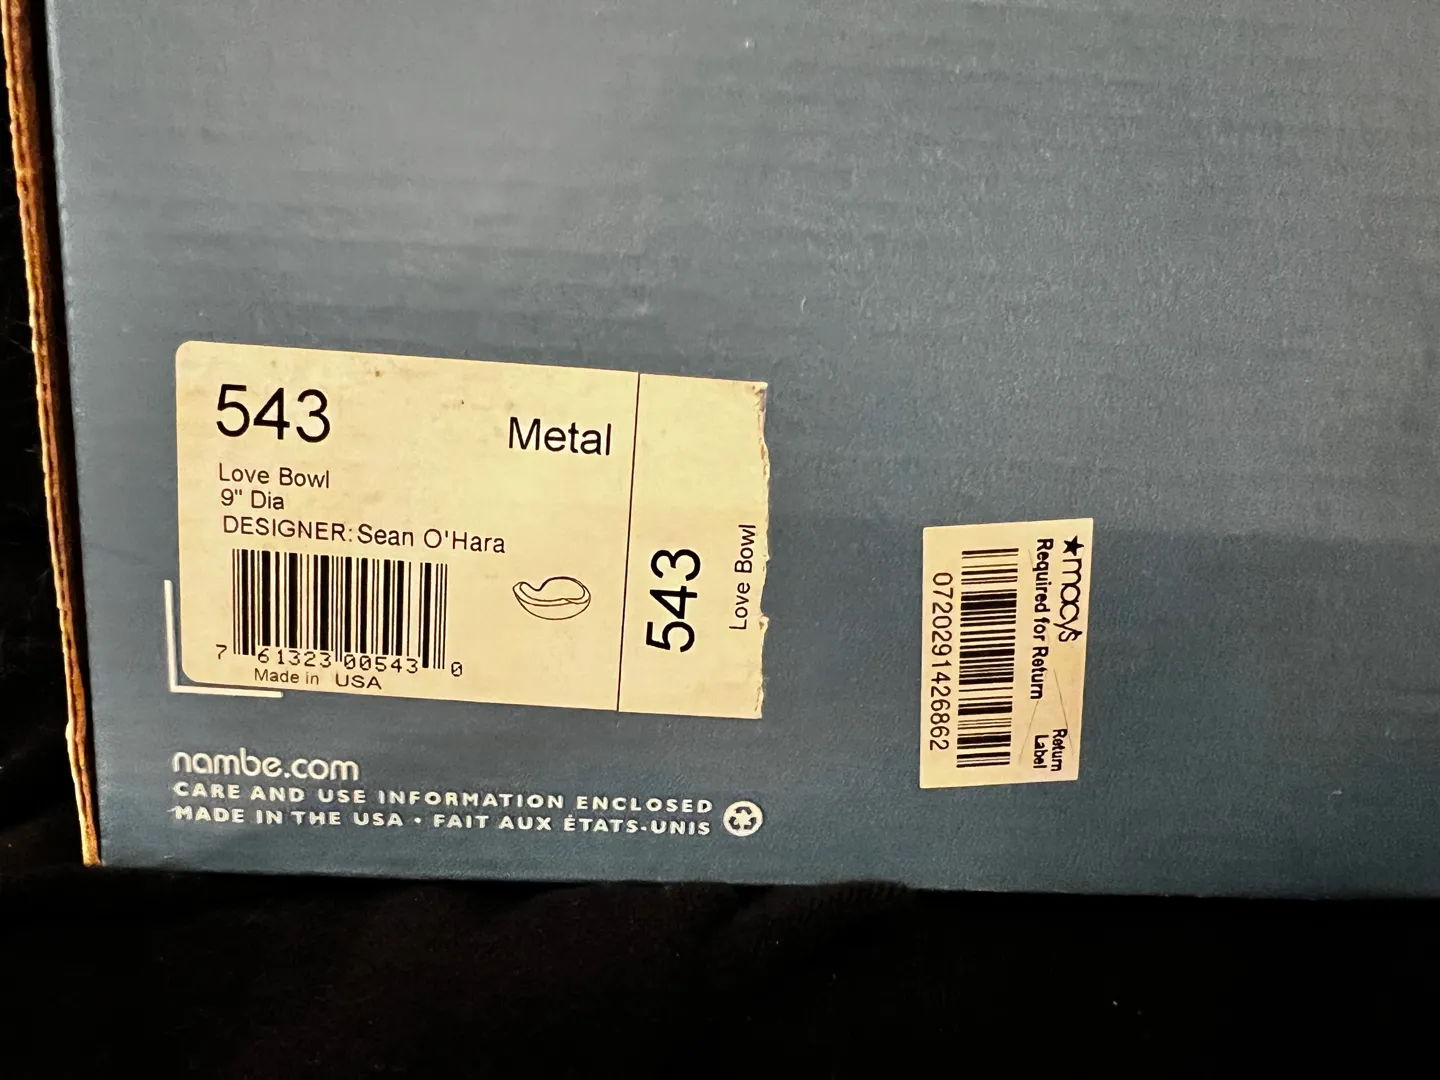 543
Metal
Love Bowl
9" Dia
DESIGNER: Sean O'Hara
7 61323 00543 0
Made in USA
543
Love Bowl
nambe.com
CARE AND USE INFORMATION ENCLOSED
MADE IN THE USA • FAIT AUX ÉTATS-UNIS
★macy's
Required for Return
Return
Label
0720291426862